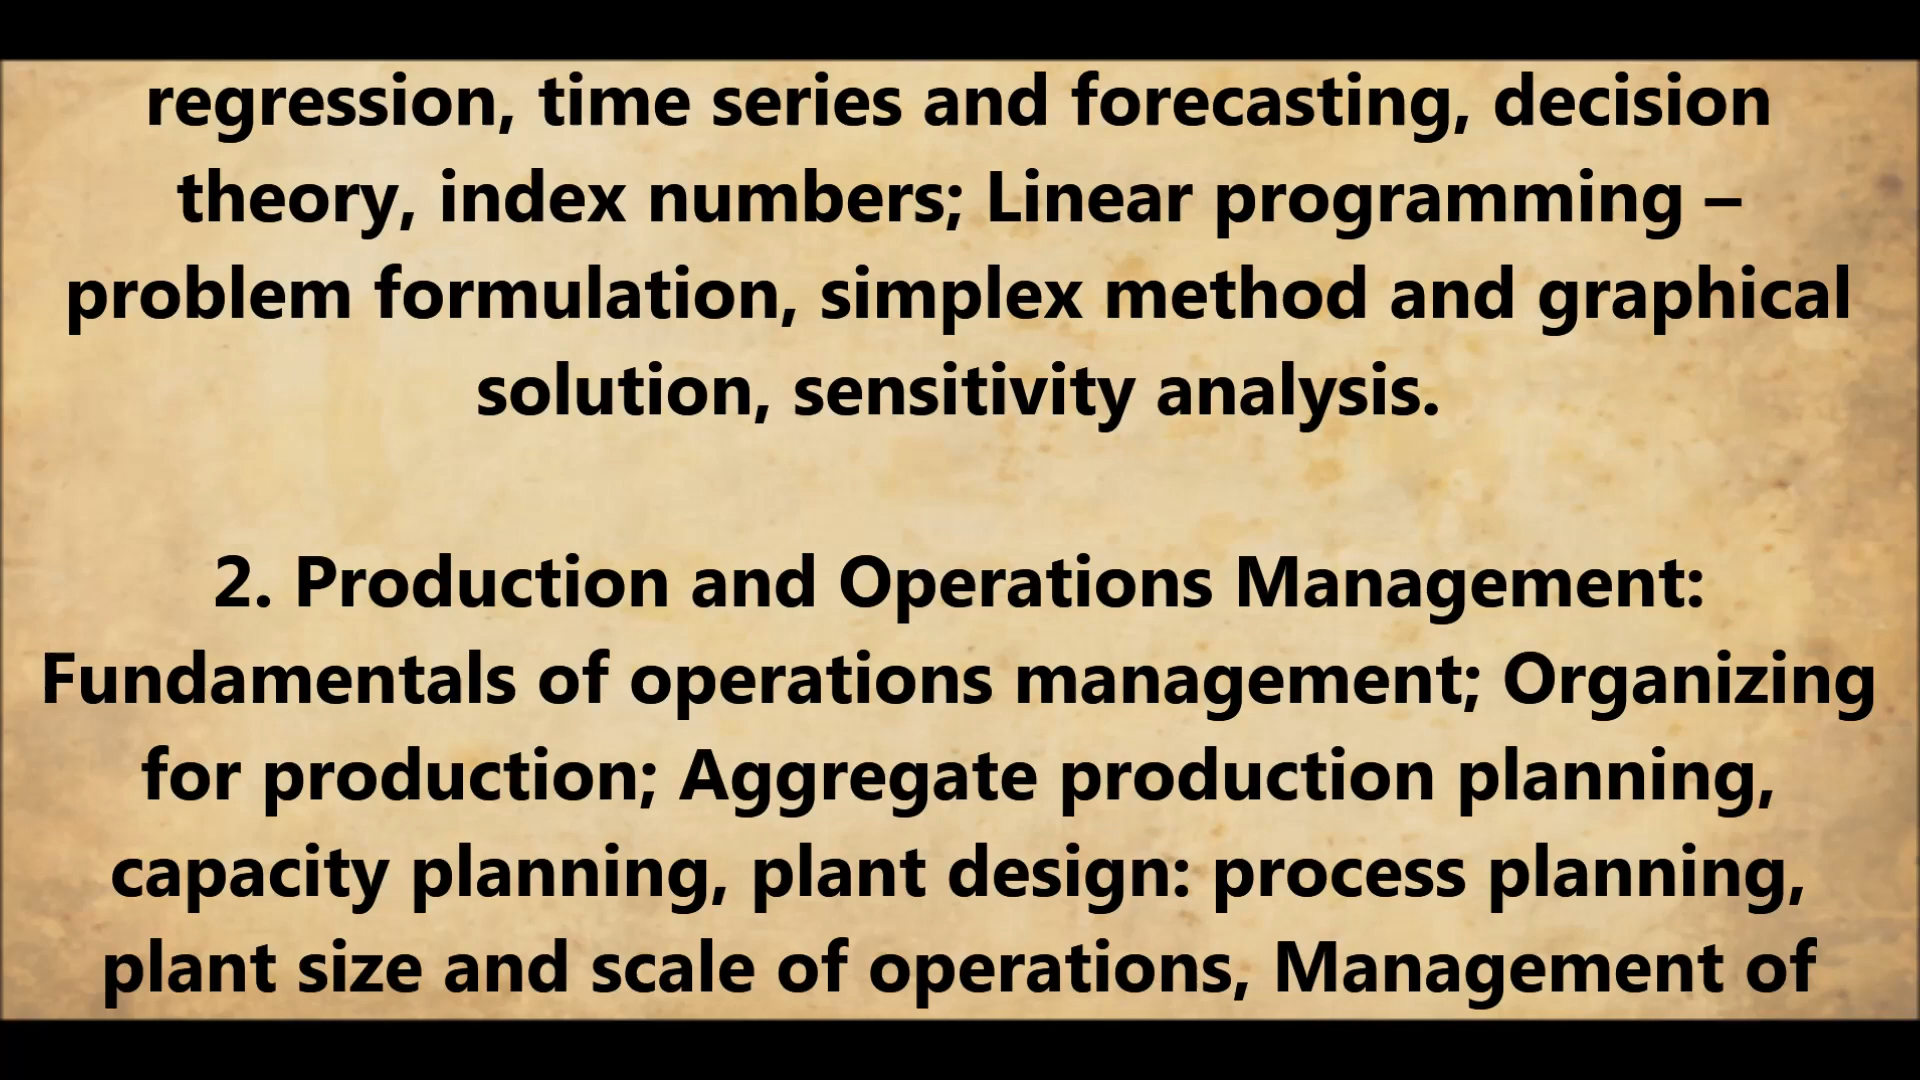 regression, time series and forecasting, decision
theory, index numbers; Linear programming –
problem formulation, simplex method and graphical
solution, sensitivity analysis.
2. Production and Operations Management:
Fundamentals of operations management; Organizing
for production; Aggregate production planning,
capacity planning, plant design: process planning,
plant size and scale of operations, Management of